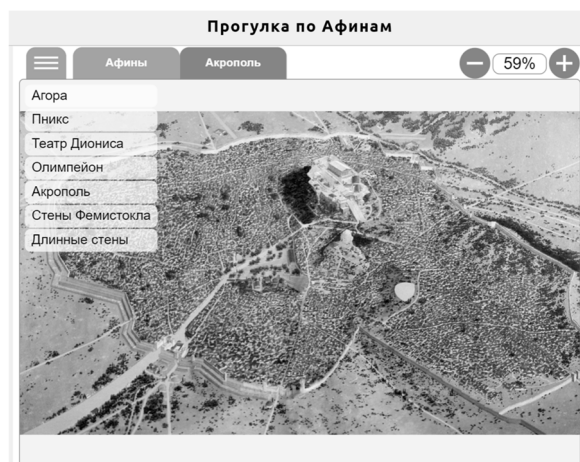 Прогулка по Афинам
Афины
Акрополь
59%
Агора
Пникс
Театр Диониса
Олимпейон
Акрополь
Стены Фемистокла
Длинные стены